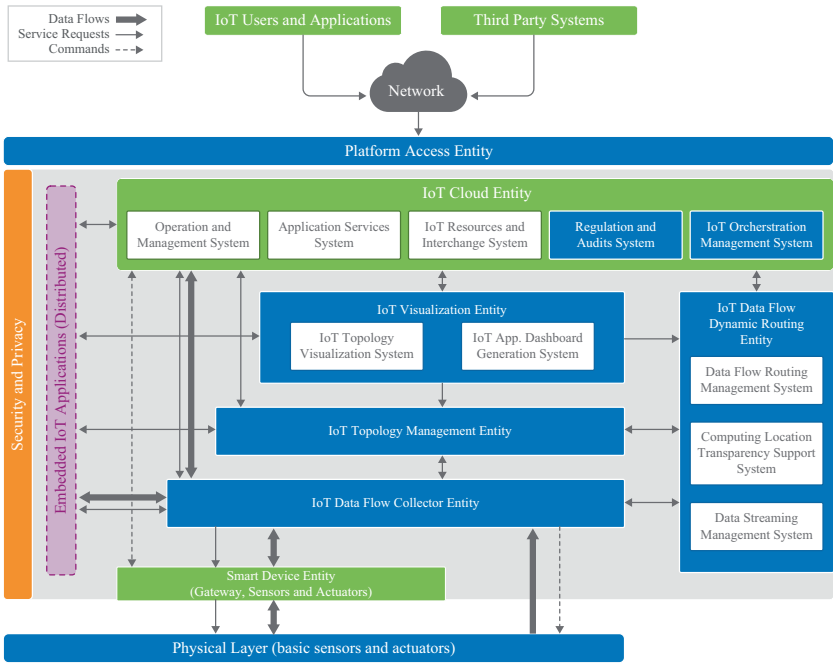 Data Flows
Service Requests
Commands
IoT Users and Applications
Third Party Systems
Network
Platform Access Entity
Security and Privacy
Embedded IoT Applications (Distributed)
IoT Cloud Entity
Operation and
Management System
Application Services
System
IoT Resources and
Interchange System
Regulation and
Audits System
IoT Orcherstration
Management System
IoT Visualization Entity
IoT Topology
Visualization System
IoT App. Dashboard
Generation System
IoT Data Flow
Dynamic Routing
Entity
Data Flow Routing
Management System
Computing Location
Transparency Support
System
Data Streaming
Management System
IoT Topology Management Entity
IoT Data Flow Collector Entity
Smart Device Entity
(Gateway, Sensors and Actuators)
Physical Layer (basic sensors and actuators)